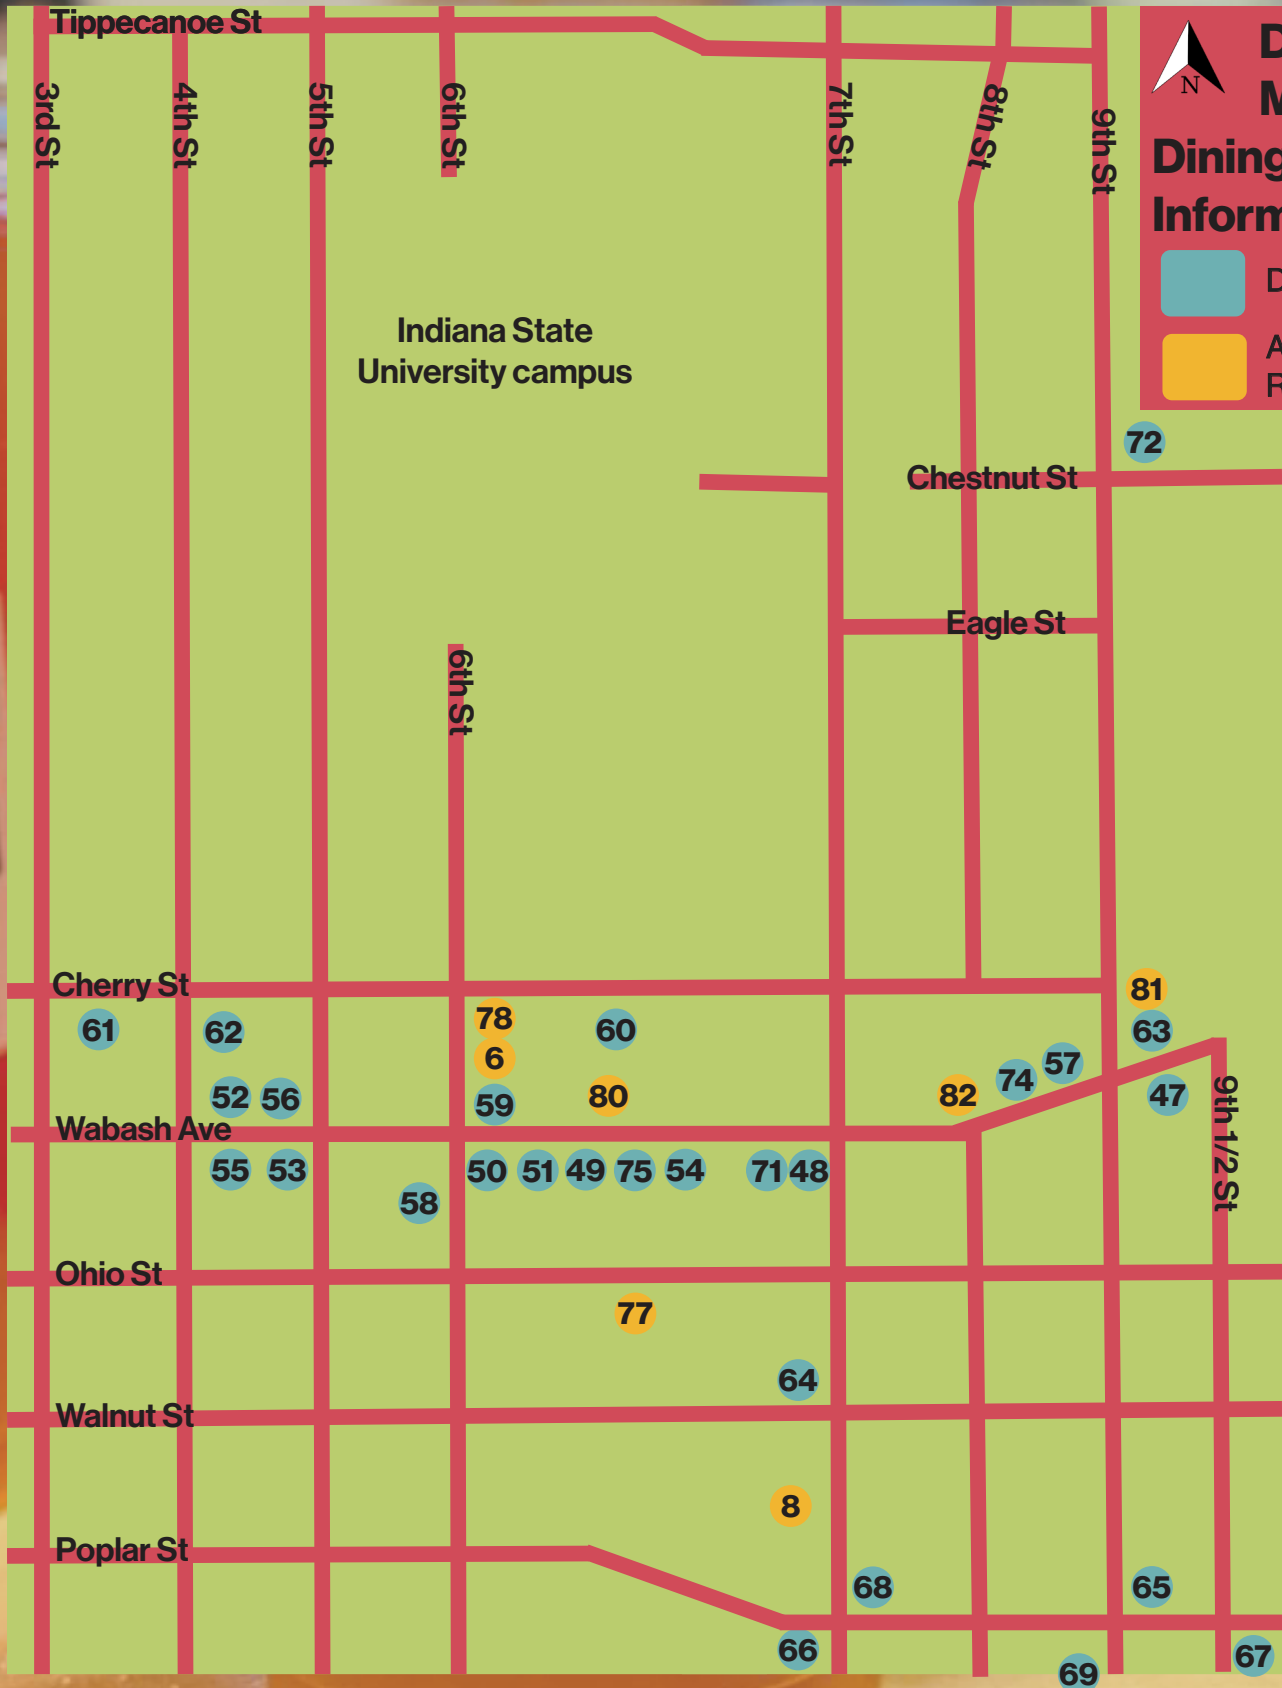 Tippecanoe St
3rd St
4th St
5th St
6th St
7th St
8th St
9th St
N
D
M
Dining
Inform
D
A
R
Indiana State
University campus
72
Chestnut St
Eagle St
6th St
Cherry St
81
61
62
78
60
63
6
57
74
52
56
59
80
82
47
9th 1/2 St
Wabash Ave
55
53
50
51
49
75
54
71
48
58
Ohio St
77
64
Walnut St
8
Poplar St
68
65
66
67
69